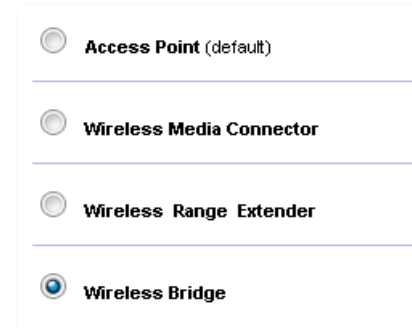 Access Point (default)
Wireless Media Connector
Wireless Range Extender
Wireless Bridge